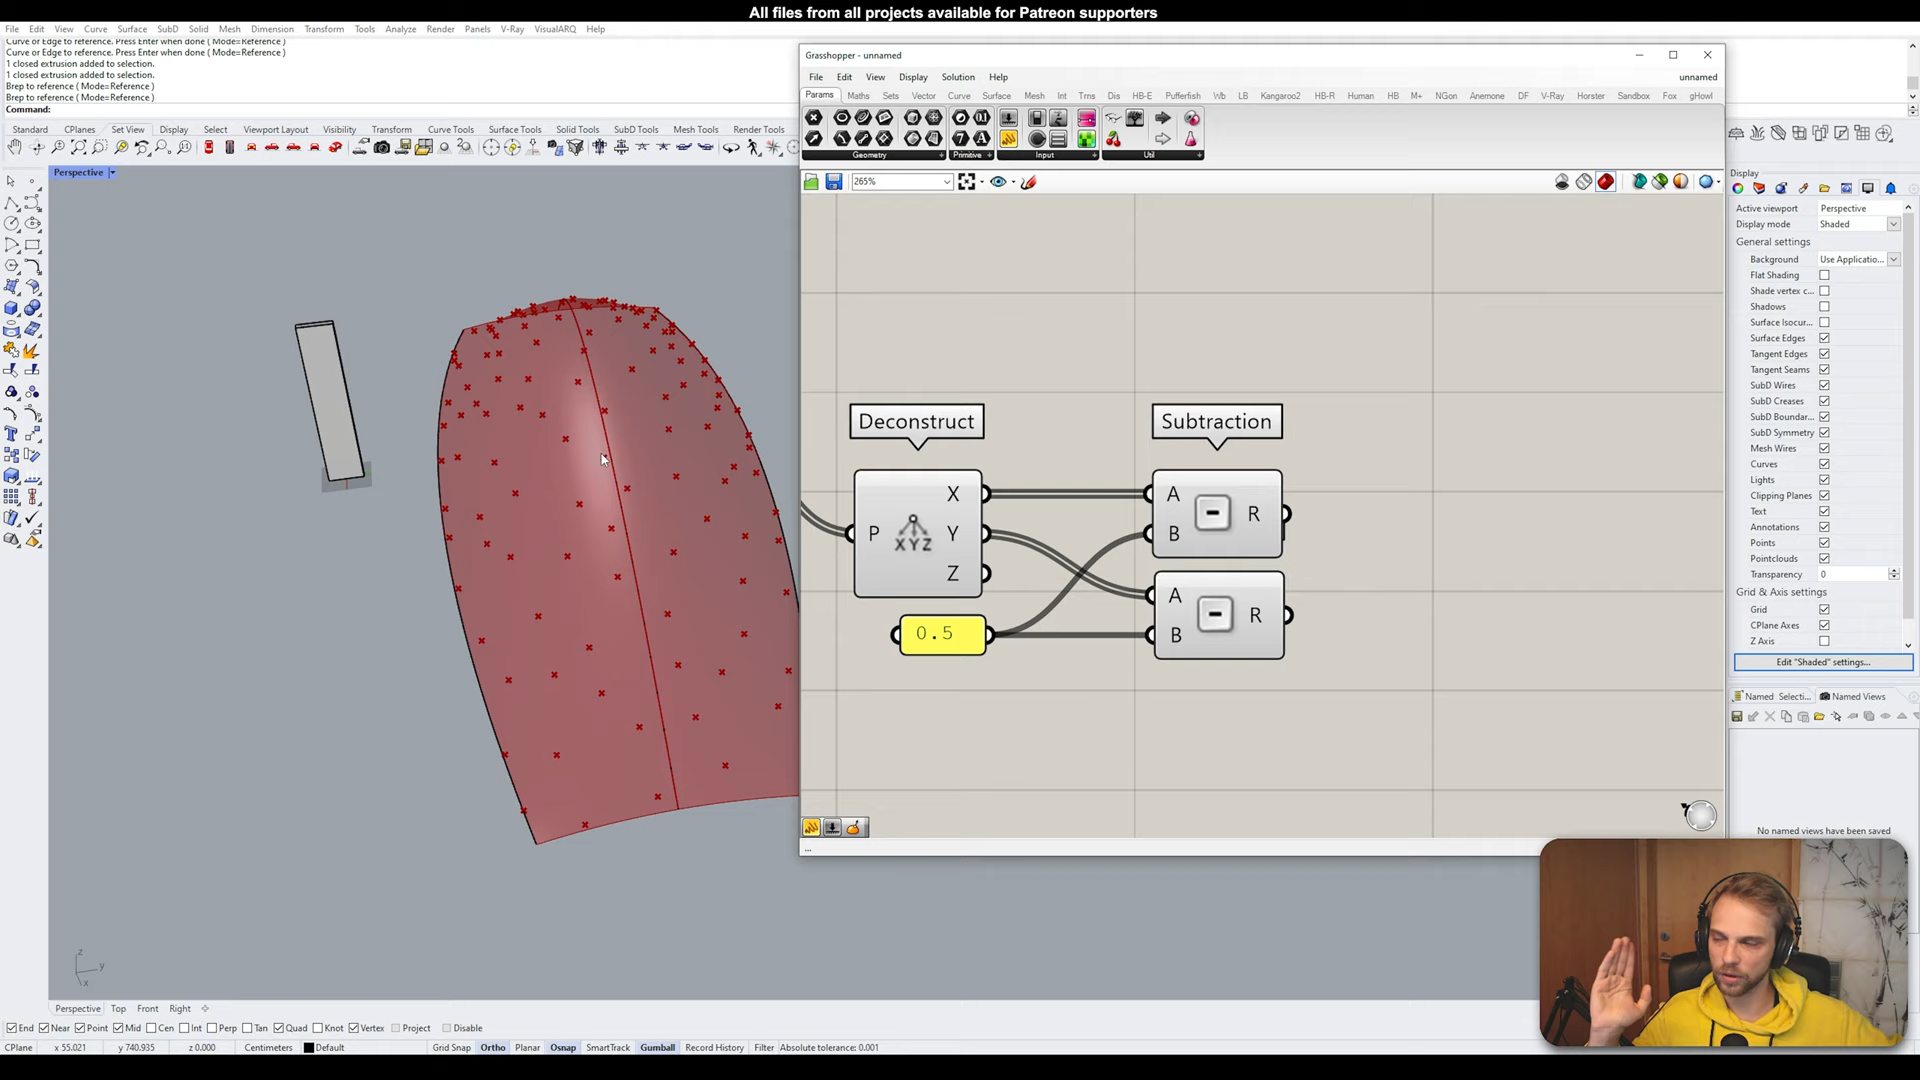 All files from all projects available for Patreon supporters
File Edit View Curve Surface SubD Solid Mesh Dimension Transform Tools Analyze Render Panels V-Ray VisualARQ Help
Curve or Edge to reference. Press Enter when done ( Mode=Reference )
Curve or Edge to reference. Press Enter when done ( Mode=Reference )
1 closed extrusion added to selection.
1 closed extrusion added to selection.
Brep to reference ( Mode=Reference )
Brep to reference ( Mode=Reference )
Command:
Standard CPlanes Set View Display Select Viewport Layout Visibility Transform Curve Tools Surface Tools Solid Tools SubD Tools Mesh Tools Render Tools
Perspective
Grasshopper - unnamed
File Edit View Display Solution Help
unnamed
Params Maths Sets Vector Curve Surface Mesh Int Trns Dis HB-E Pufferfish Wb LB Kangaroo2 HB-R Human HB M+ NGon Anemone DF V-Ray Horster Sandbox Fox gHowl
Geometry Primitive Input Util
265%
Deconstruct
P
X
Y
Z
XYZ
0.5
Subtraction
A
B
R
A
B
R
...
Display
Active viewport Perspective
Display mode Shaded
General settings
Background Use Applicatio...
Flat Shading
Shade vertex c...
Shadows
Surface Isocur...
Surface Edges
Tangent Edges
Tangent Seams
SubD Wires
SubD Creases
SubD Boundar...
SubD Symmetry
Mesh Wires
Curves
Lights
Clipping Planes
Text
Annotations
Points
Pointclouds
Transparency 0
Grid & Axis settings
Grid
CPlane Axes
Z Axis
Edit "Shaded" settings...
Named Selecti... Named Views
No named views have been saved
z
y
x
Perspective Top Front Right
End Near Point Mid Cen Int Perp Tan Quad Knot Vertex Project Disable
CPlane x 55.021 y 740.935 z 0.000 Centimeters Default Grid Snap Ortho Planar Osnap SmartTrack Gumball Record History Filter Absolute tolerance: 0.001